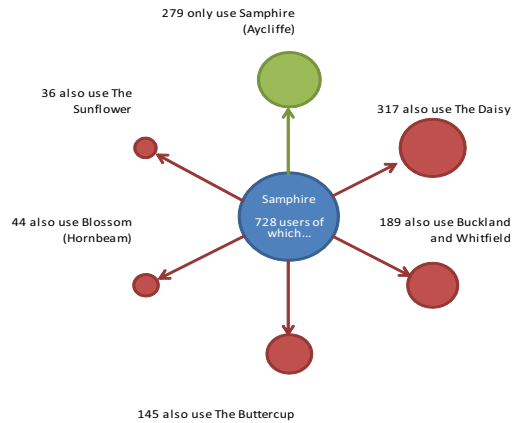 279 only use Samphire
(Aycliffe)
36 also use The
Sunflower
317 also use The Daisy
Samphire
728 users of
which...
44 also use Blossom
(Hornbeam)
189 also use Buckland
and Whitfield
145 also use The Buttercup